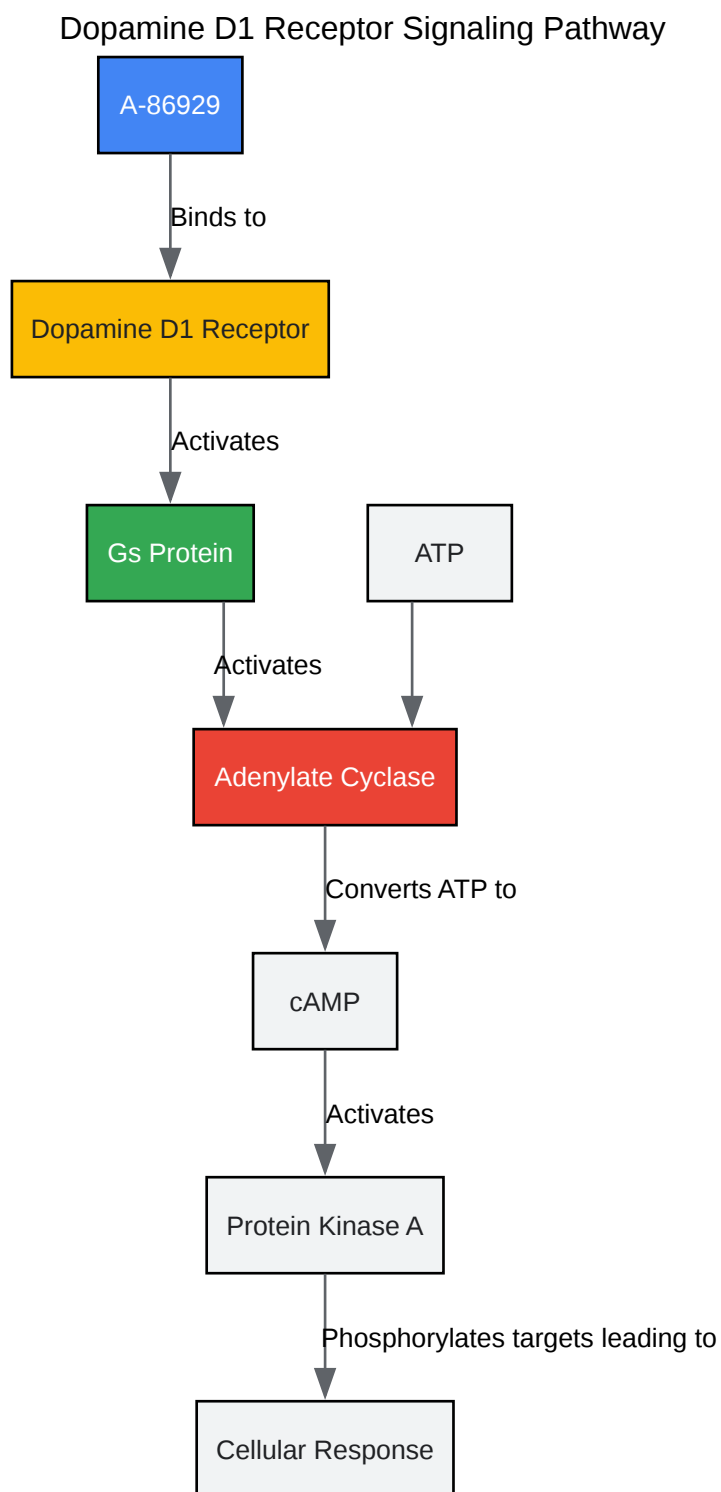 Dopamine D1 Receptor Signaling Pathway
A-86929
Binds to
Dopamine D1 Receptor
Activates
Gs Protein
ATP
Activates
Adenylate Cyclase
Converts ATP to
cAMP
Activates
Protein Kinase A
Phosphorylates targets leading to
Cellular Response